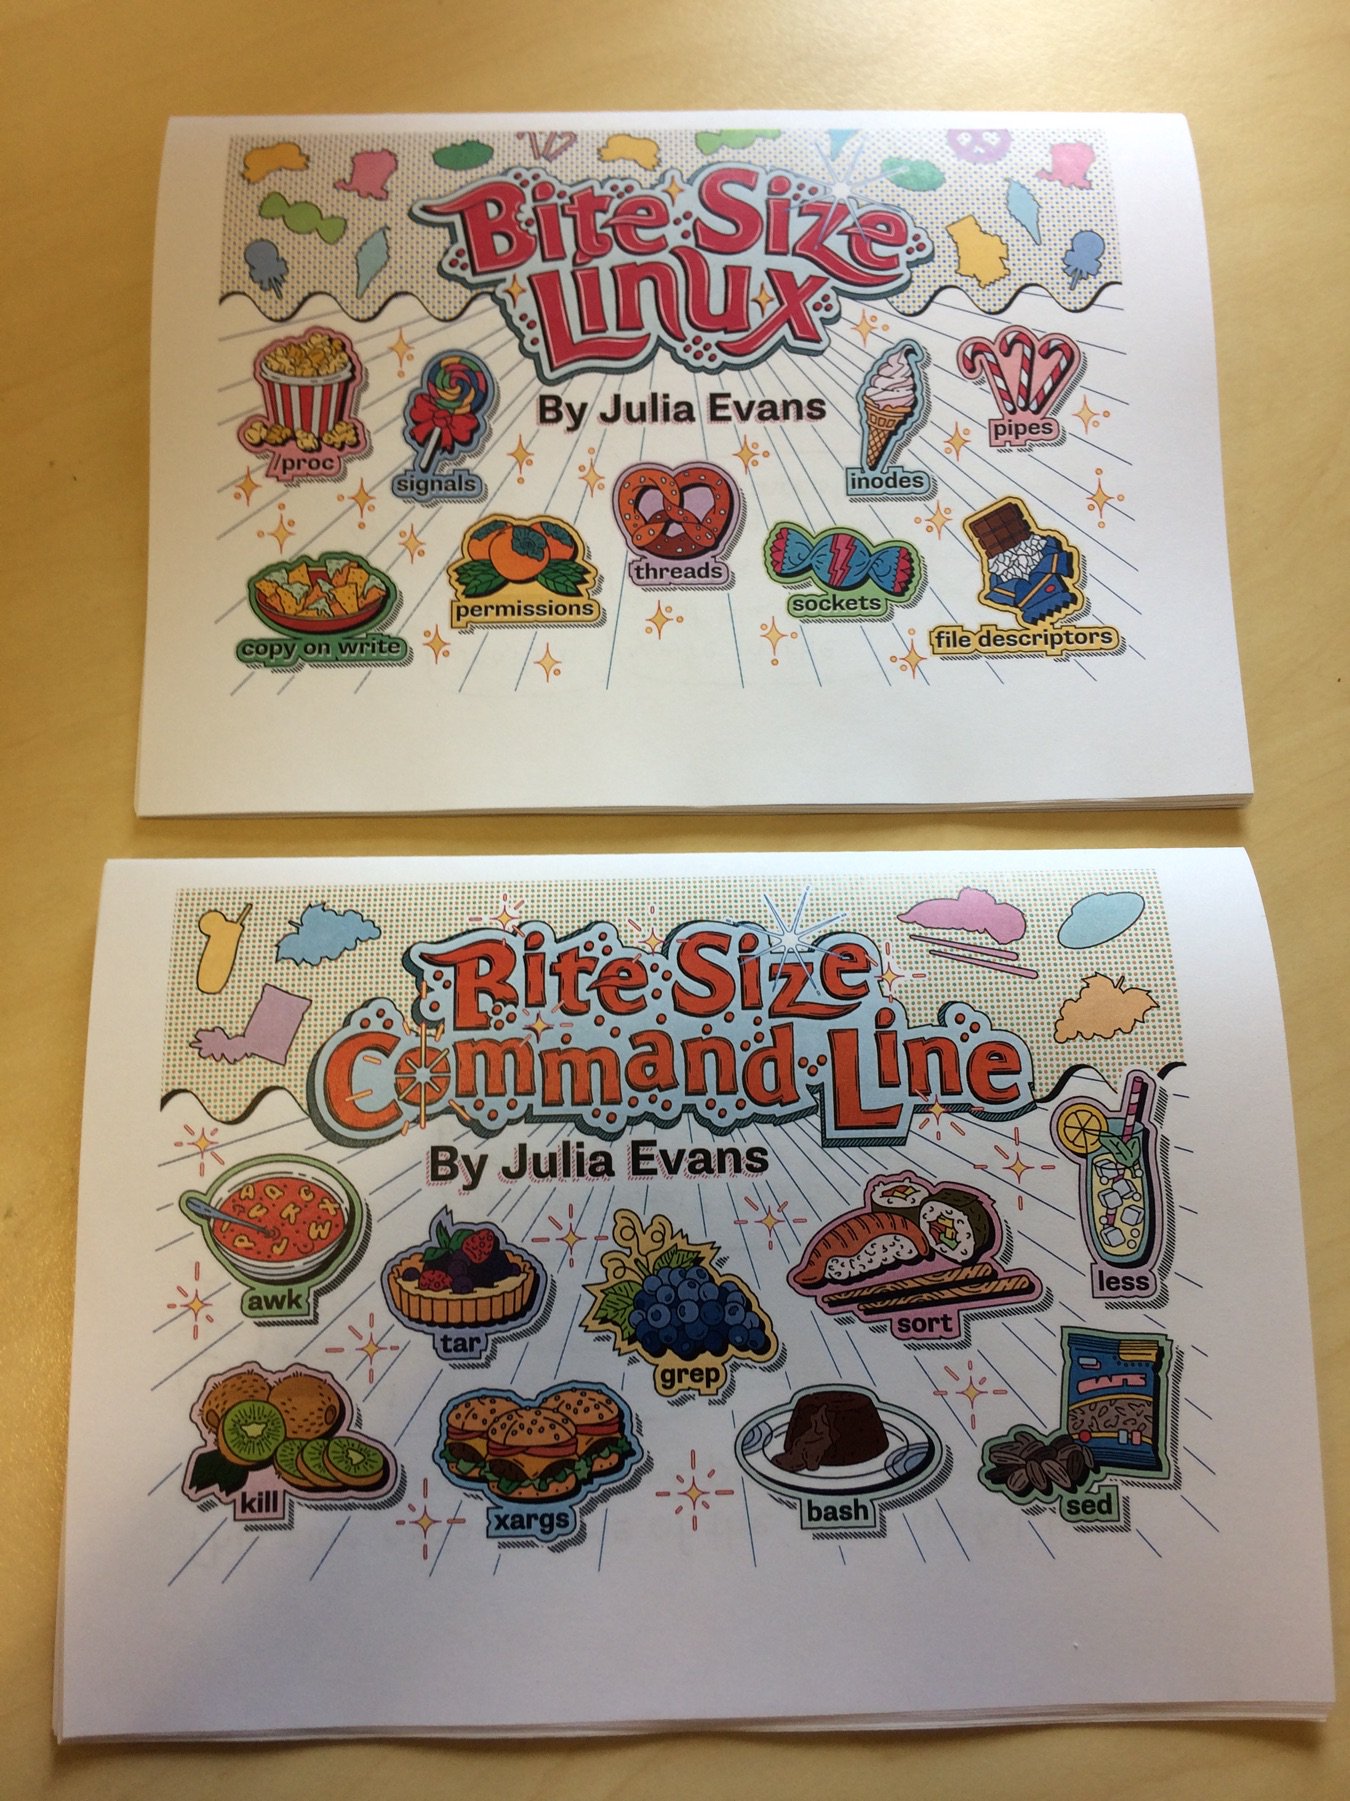 Bite Size
Linux
By Julia Evans
/proc
signals
inodes
pipes
copy on write
permissions
threads
sockets
file descriptors
Bite Size
Command Line
By Julia Evans
awk
tar
grep
sort
less
kill
xargs
bash
sed